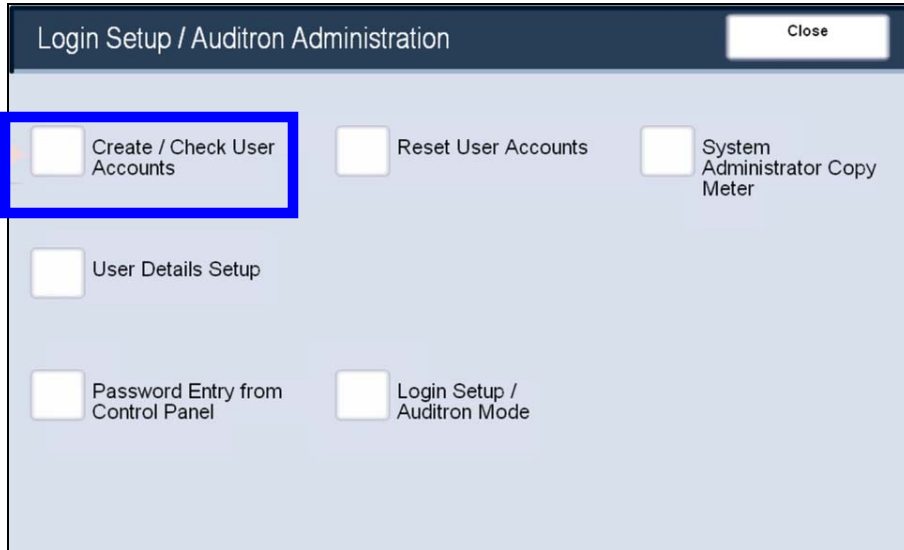 Login Setup / Auditron Administration
Close
Create / Check User
Accounts
Reset User Accounts
System
Administrator Copy
Meter
User Details Setup
Password Entry from
Control Panel
Login Setup /
Auditron Mode